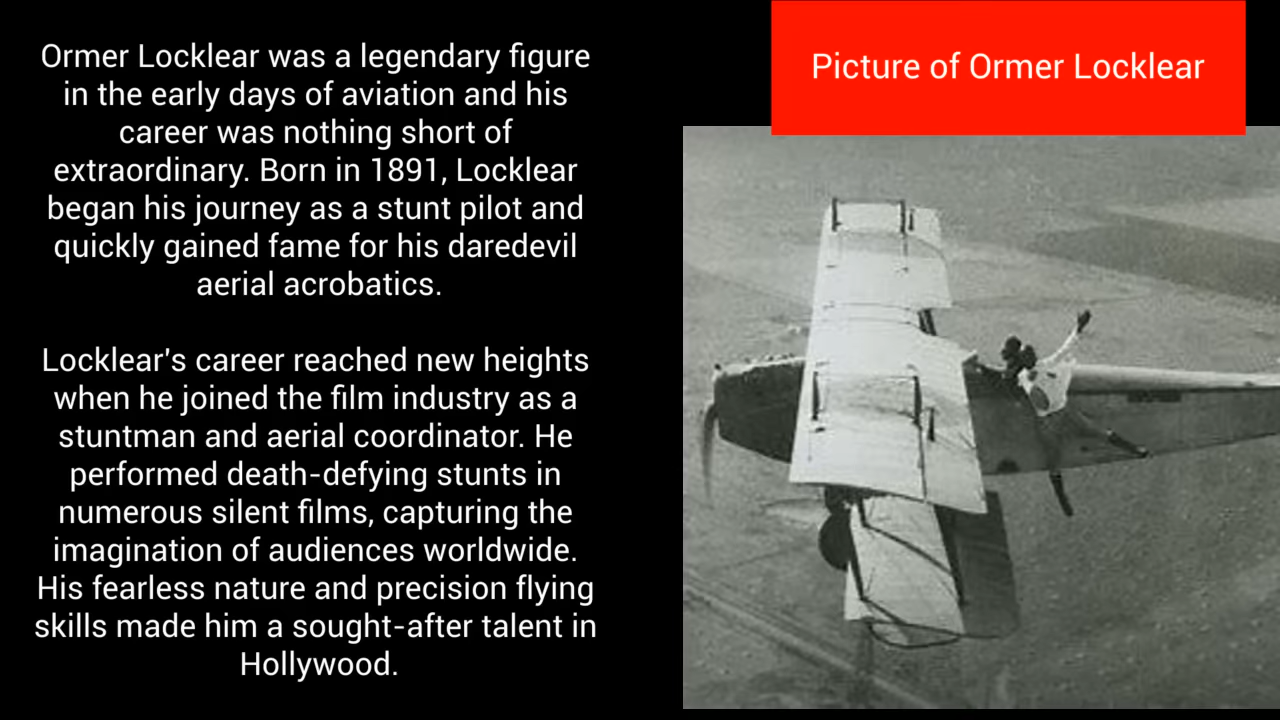 Ormer Locklear was a legendary figure
in the early days of aviation and his
career was nothing short of
extraordinary. Born in 1891, Locklear
began his journey as a stunt pilot and
quickly gained fame for his daredevil
aerial acrobatics.
Locklear's career reached new heights
when he joined the film industry as a
stuntman and aerial coordinator. He
performed death-defying stunts in
numerous silent films, capturing the
imagination of audiences worldwide.
His fearless nature and precision flying
skills made him a sought-after talent in
Hollywood.
Picture of Ormer Locklear